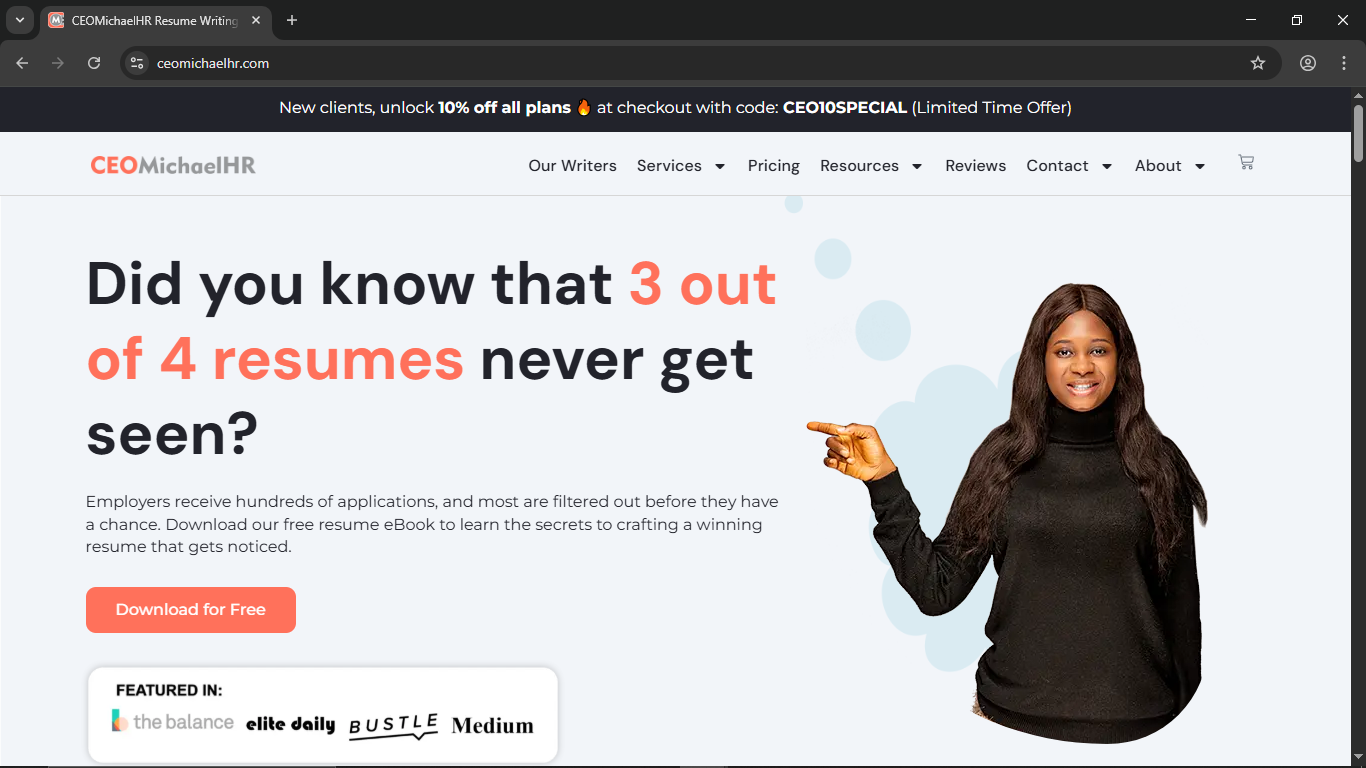 CEOMichaelHR Resume Writing
ceomichaelhr.com
New clients, unlock 10% off all plans 🔥 at checkout with code: CEO10SPECIAL (Limited Time Offer)
CEOMichaelHR
Our Writers Services Pricing Resources Reviews Contact About
Did you know that 3 out
of 4 resumes never get
seen?
Employers receive hundreds of applications, and most are filtered out before they have
a chance. Download our free resume eBook to learn the secrets to crafting a winning
resume that gets noticed.
Download for Free
FEATURED IN:
the balance elite daily BUSTLE Medium